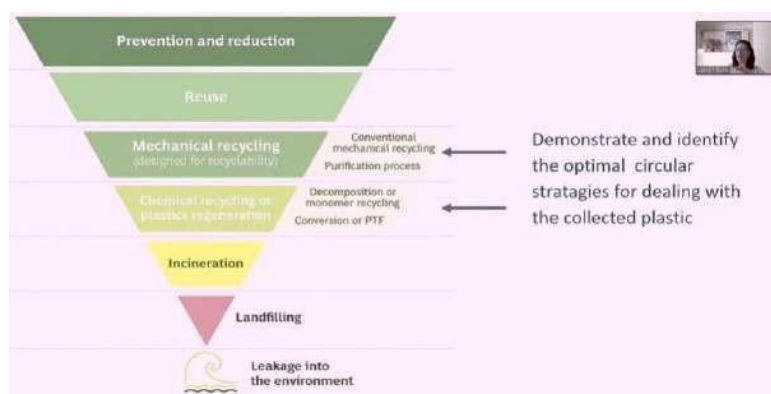 Prevention and reduction
Reuse
Mechanical recycling
(designed for recyclability)
Conventional
mechanical recycling
Purification process
Chemical recycling or
plastics regeneration
Decomposition or
monomer recycling
Conversion or PTF
Incineration
Landfilling
Leakage into
the environment
Demonstrate and identify
the optimal circular
stratagies for dealing with
the collected plastic